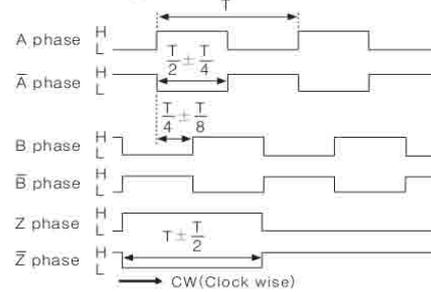 T
A phase H L
A̅ phase H L
T/2 ± T/4
T/4 ± T/8
B phase H L
B̅ phase H L
Z phase H L
T ± T/2
Z̅ phase H L
CW(Clock wise)